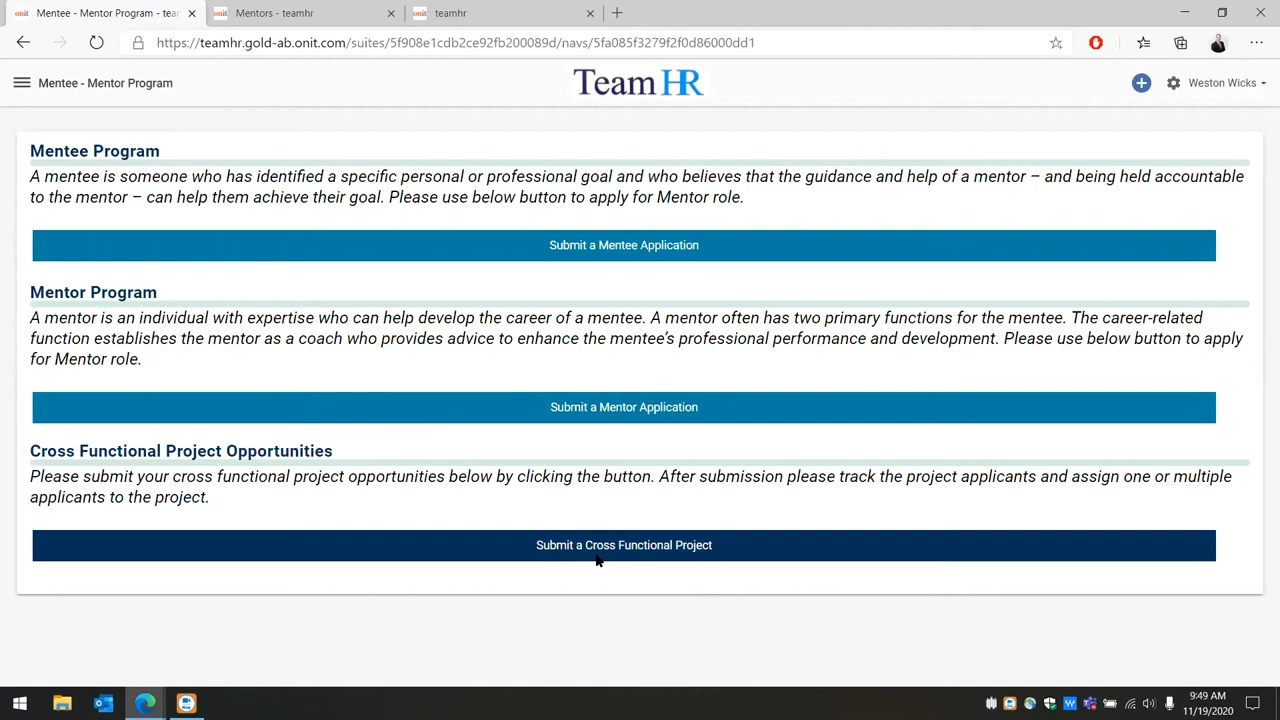 onit Mentee - Mentor Program - tean
onit Mentors - teamhr
onit teamhr
https://teamhr.gold-ab.onit.com/suites/5f908e1cdb2ce92fb200089d/navs/5fa085f3279f2f0d86000dd1
Mentee - Mentor Program
Team HR
Weston Wicks
Mentee Program
A mentee is someone who has identified a specific personal or professional goal and who believes that the guidance and help of a mentor – and being held accountable
to the mentor – can help them achieve their goal. Please use below button to apply for Mentor role.
Submit a Mentee Application
Mentor Program
A mentor is an individual with expertise who can help develop the career of a mentee. A mentor often has two primary functions for the mentee. The career-related
function establishes the mentor as a coach who provides advice to enhance the mentee’s professional performance and development. Please use below button to apply
for Mentor role.
Submit a Mentor Application
Cross Functional Project Opportunities
Please submit your cross functional project opportunities below by clicking the button. After submission please track the project applicants and assign one or multiple
applicants to the project.
Submit a Cross Functional Project
9:49 AM
11/19/2020